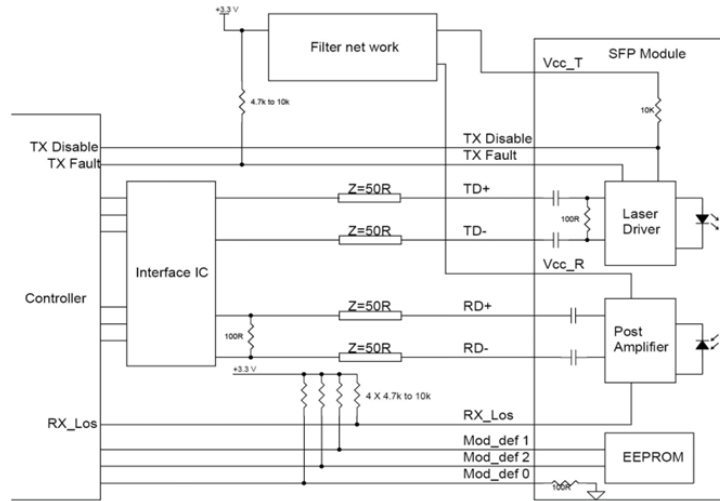 +3.3 V
Filter net work
SFP Module
Vcc_T
4.7k to 10k
10K
TX Disable
TX Disable
TX Fault
TX Fault
Z=50R
TD+
100R
Laser
Driver
Z=50R
TD-
Interface IC
Vcc_R
Controller
Z=50R
RD+
100R
Post
Amplifier
Z=50R
RD-
+3.3 V
4 X 4.7k to 10k
RX_Los
RX_Los
Mod_def 1
Mod_def 2
EEPROM
Mod_def 0
100R